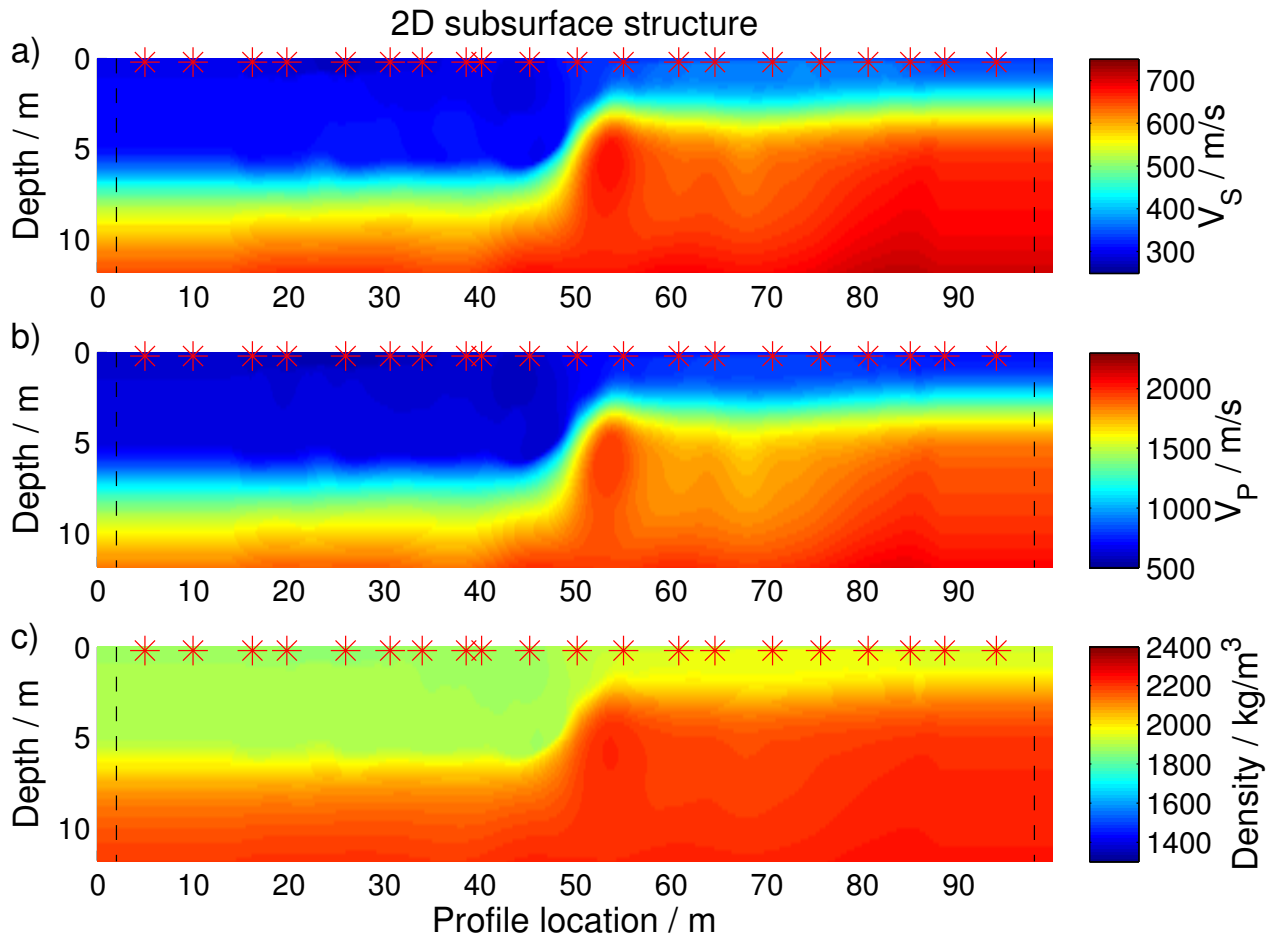 2D subsurface structure
a)
0
5
10
Depth / m
0 10 20 30 40 50 60 70 80 90
700
600
500
400
300
V_S / m/s
b)
0
5
10
Depth / m
0 10 20 30 40 50 60 70 80 90
2000
1500
1000
500
V_P / m/s
c)
0
5
10
Depth / m
0 10 20 30 40 50 60 70 80 90
Profile location / m
2400
2200
2000
1800
1600
1400
Density / kg/m³